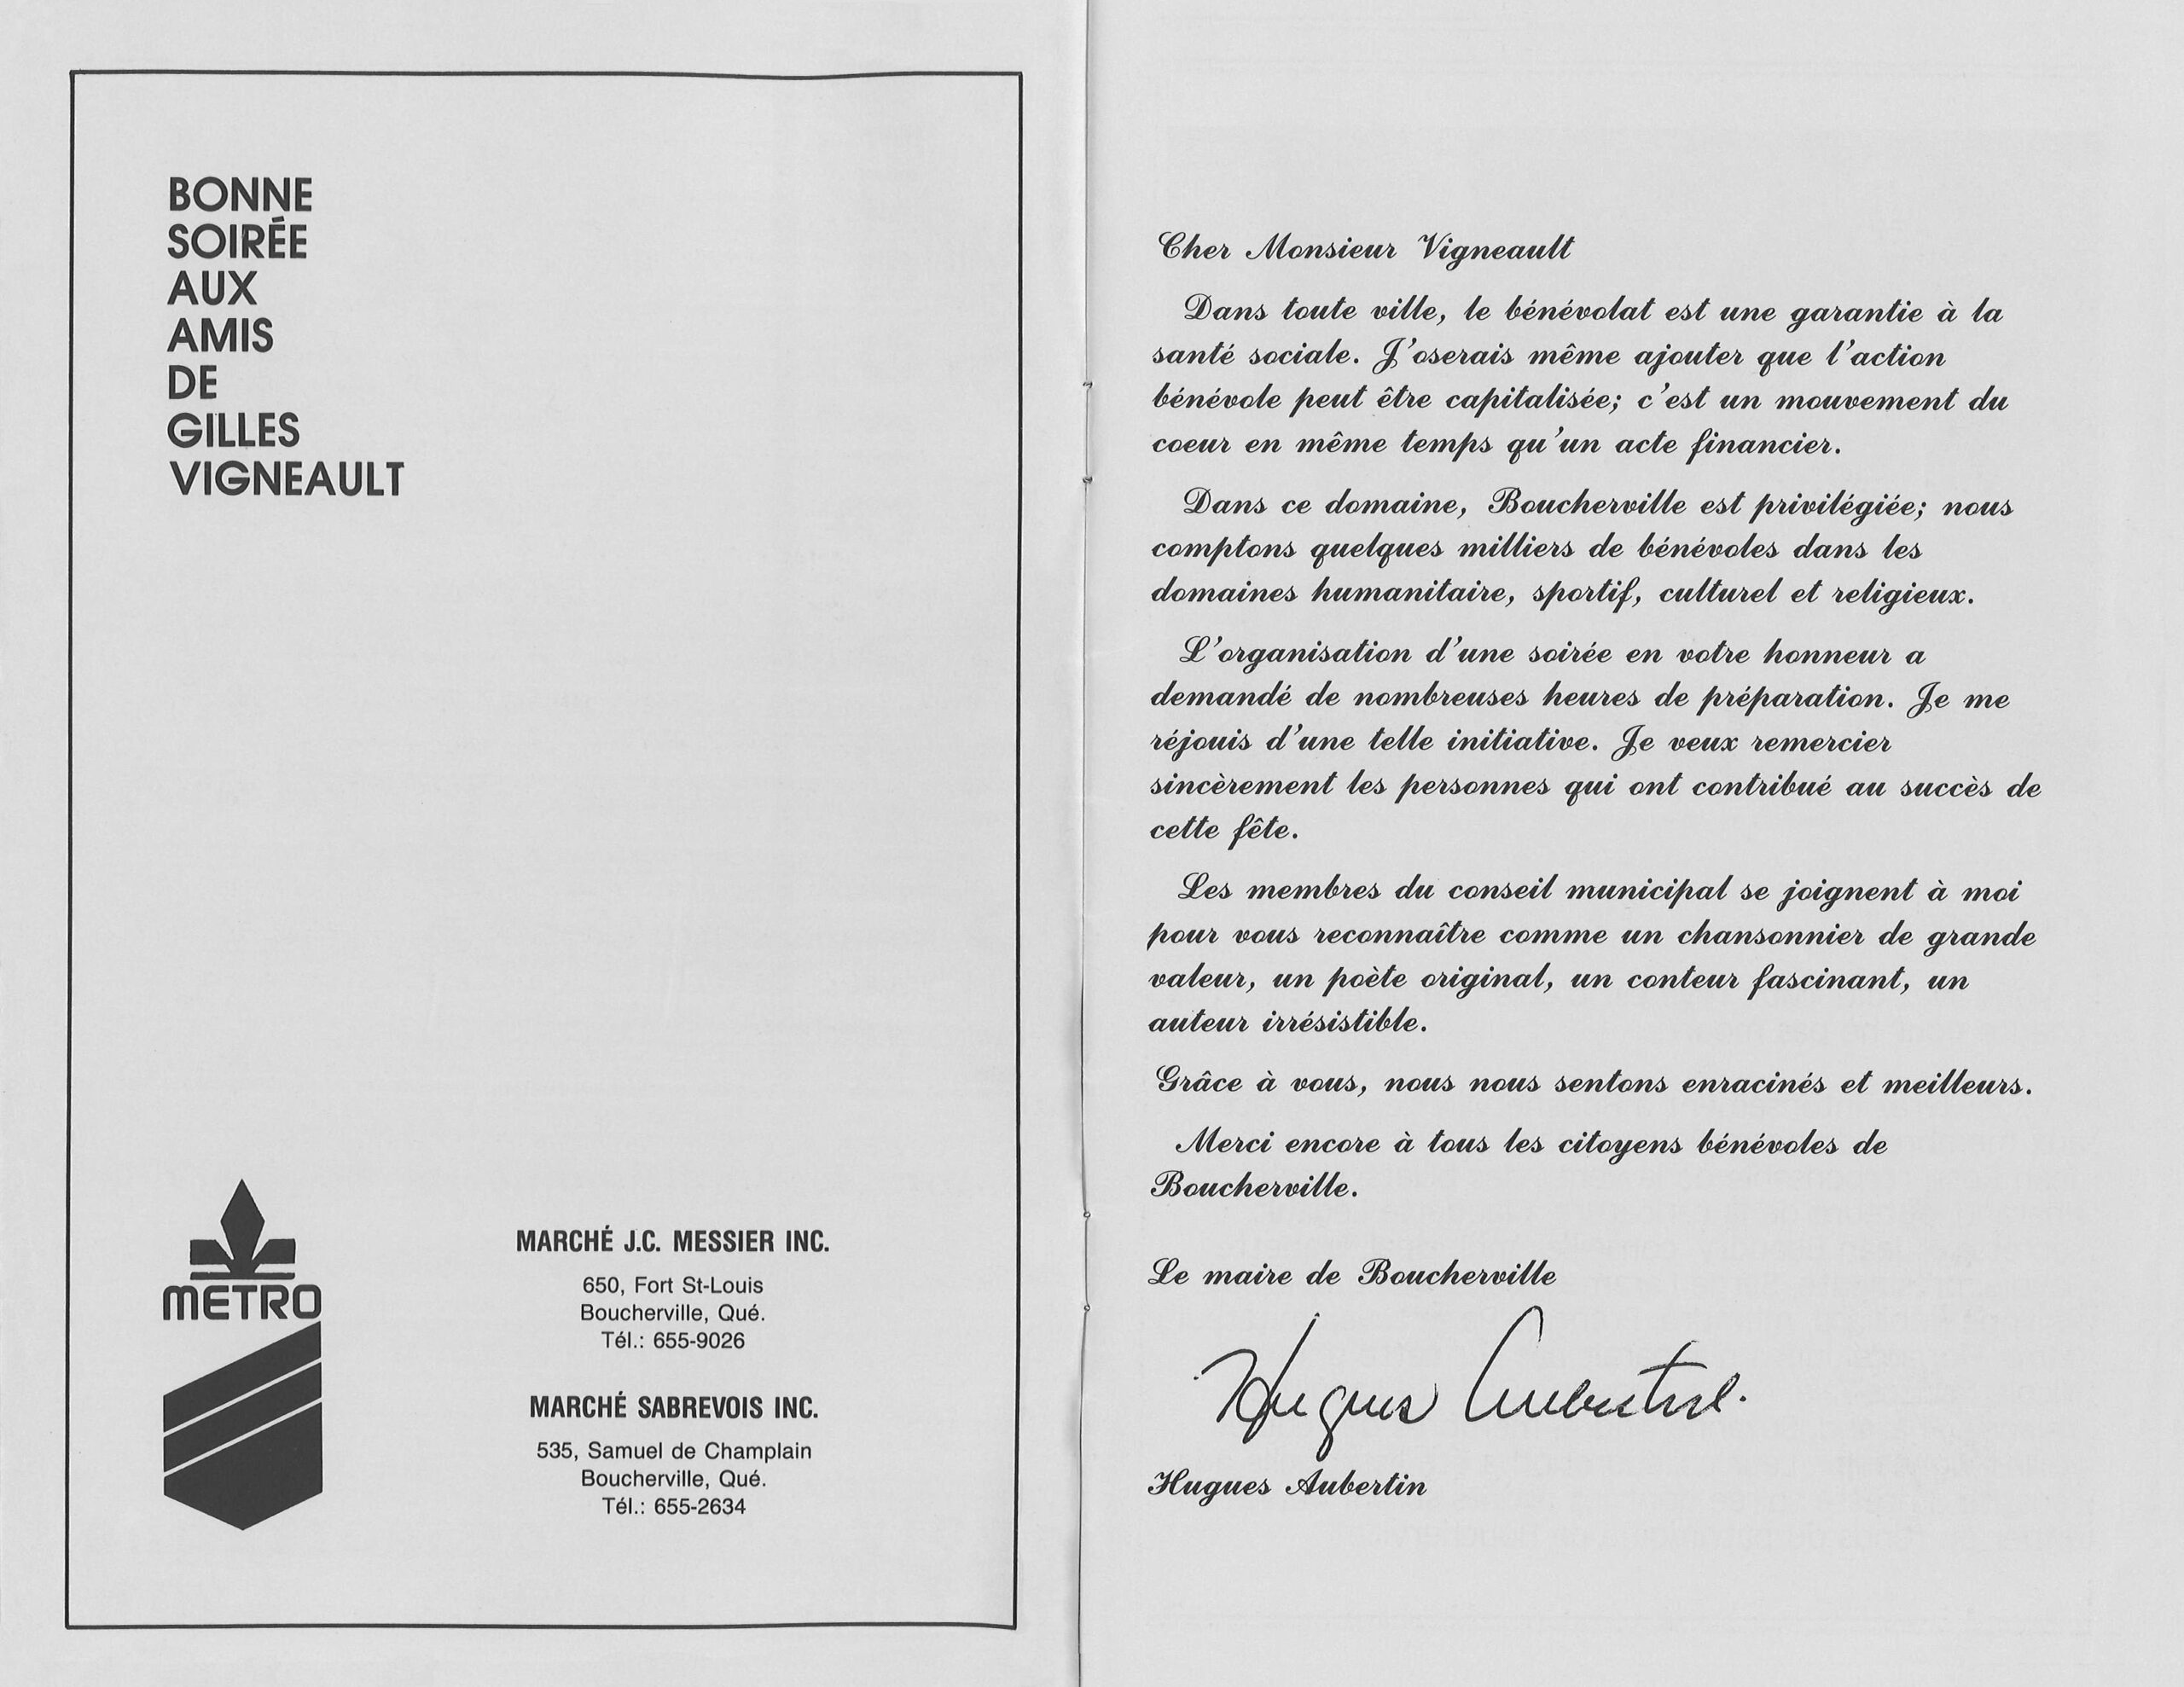 BONNE
SOIRÉE
AUX
AMIS
DE
GILLES
VIGNEAULT
METRO
MARCHÉ J.C. MESSIER INC.
650, Fort St-Louis
Boucherville, Qué.
Tél.: 655-9026
MARCHÉ SABREVOIS INC.
535, Samuel de Champlain
Boucherville, Qué.
Tél.: 655-2634
Cher Monsieur Vigneault
Dans toute ville, le bénévolat est une garantie à la
santé sociale. J'oserais même ajouter que l'action
bénévole peut être capitalisée; c'est un mouvement du
coeur en même temps qu'un acte financier.
Dans ce domaine, Boucherville est privilégiée; nous
comptons quelques milliers de bénévoles dans les
domaines humanitaire, sportif, culturel et religieux.
L'organisation d'une soirée en votre honneur a
demandé de nombreuses heures de préparation. Je me
réjouis d'une telle initiative. Je veux remercier
sincèrement les personnes qui ont contribué au succès de
cette fête.
Les membres du conseil municipal se joignent à moi
pour vous reconnaître comme un chansonnier de grande
valeur, un poète original, un conteur fascinant, un
auteur irrésistible.
Grâce à vous, nous nous sentons enracinés et meilleurs.
Merci encore à tous les citoyens bénévoles de
Boucherville.
Le maire de Boucherville
Hugues Aubertin
Hugues Aubertin